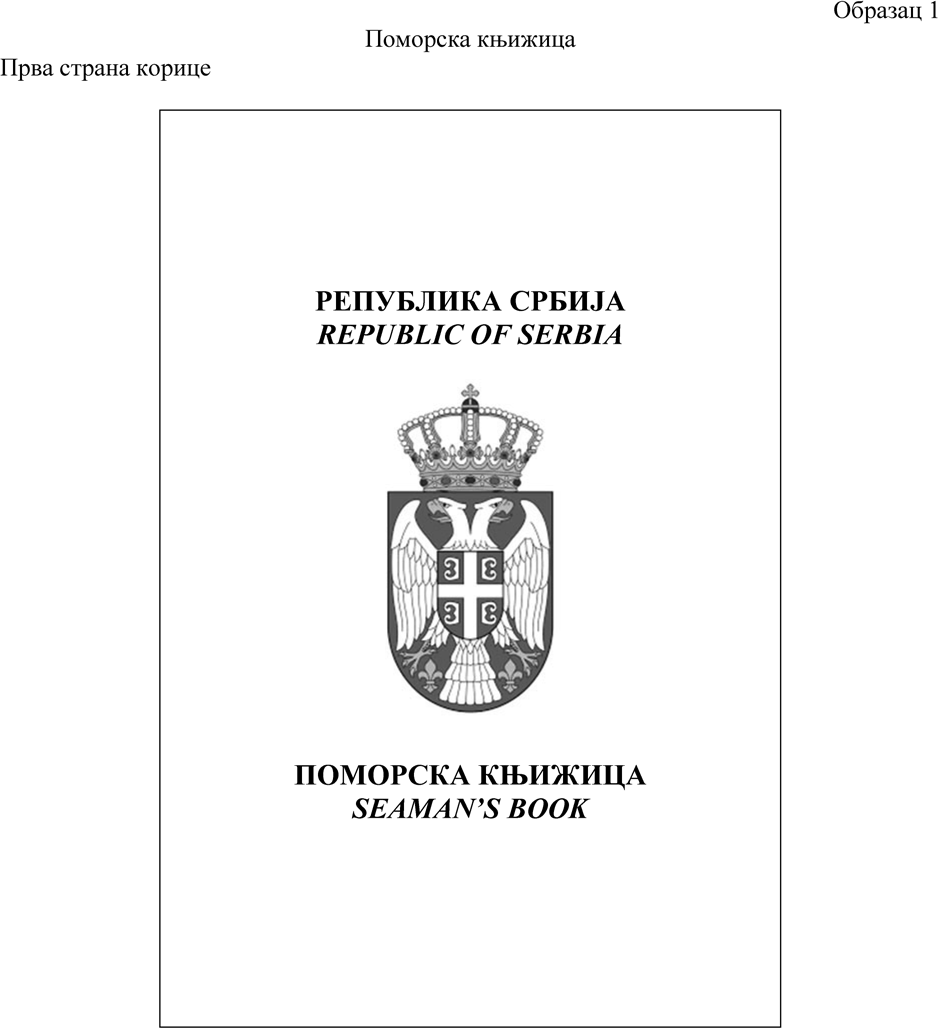 Образац 1
Поморска књижица
Прва страна корице
РЕПУБЛИКА СРБИЈА
REPUBLIC OF SERBIA
ПОМОРСКА КЊИЖИЦА
SEAMAN’S BOOK